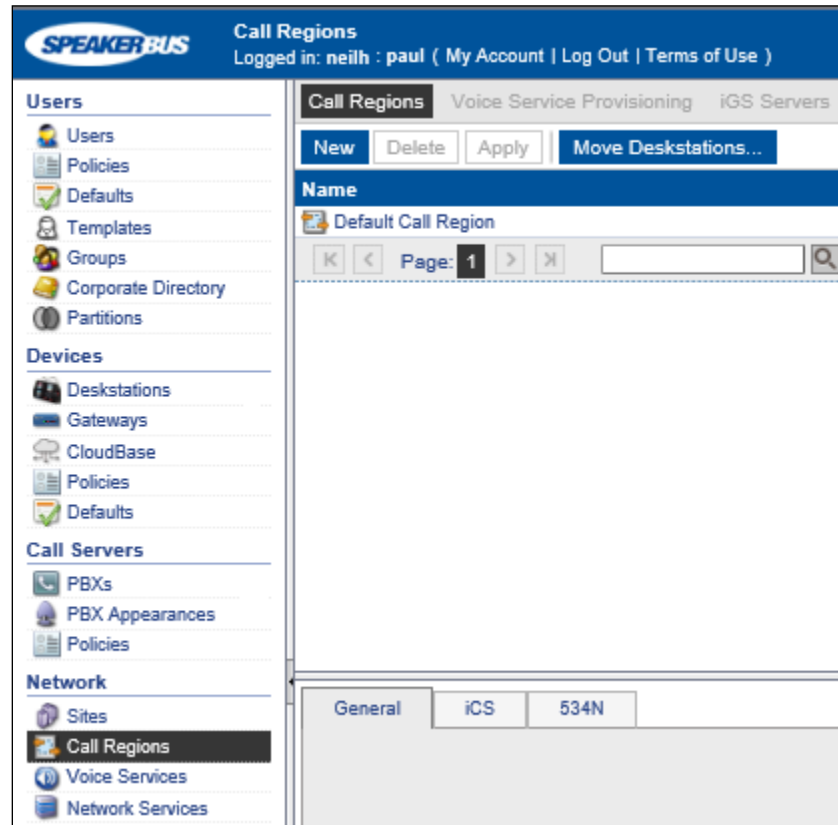 SPEAKERBUS
Call Regions
Logged in: neilh : paul ( My Account | Log Out | Terms of Use )
Users
Users
Policies
Defaults
Templates
Groups
Corporate Directory
Partitions
Devices
Deskstations
Gateways
CloudBase
Policies
Defaults
Call Servers
PBXs
PBX Appearances
Policies
Network
Sites
Call Regions
Voice Services
Network Services
Call Regions Voice Service Provisioning iGS Servers
New Delete Apply Move Deskstations...
Name
Default Call Region
Page: 1
General iCS 534N